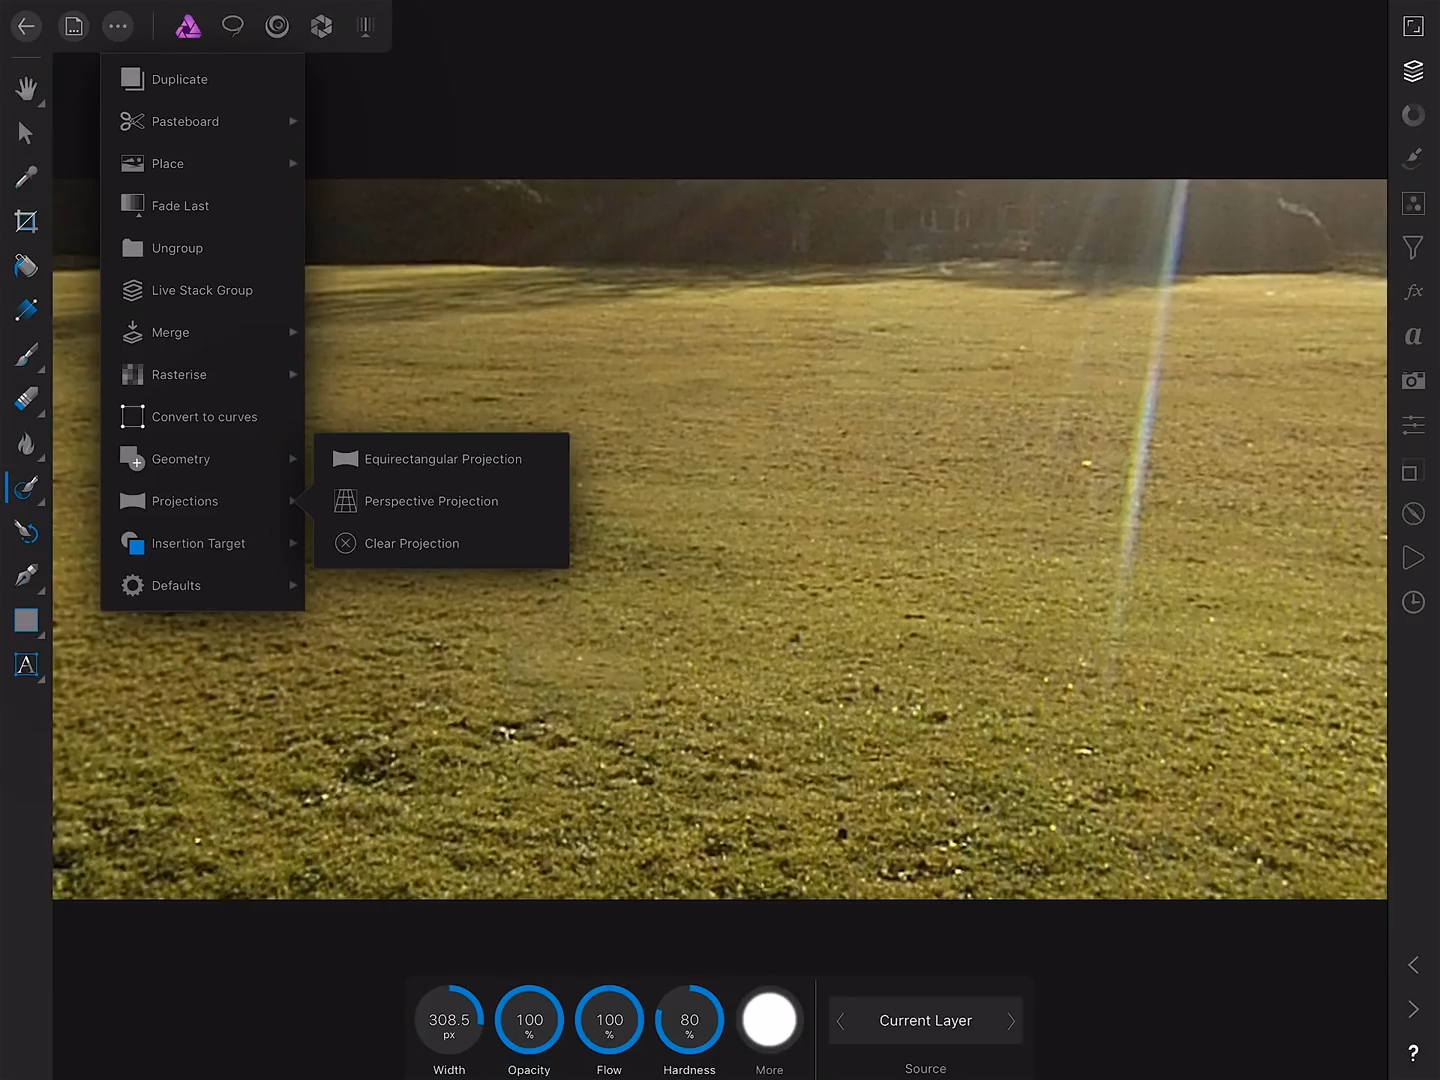 Duplicate
Pasteboard
Place
Fade Last
Ungroup
Live Stack Group
Merge
Rasterise
Convert to curves
Geometry
Projections
Insertion Target
Defaults
Equirectangular Projection
Perspective Projection
Clear Projection
A
fx
a
?
308.5
px
100
%
100
%
80
%
Current Layer
Width
Opacity
Flow
Hardness
More
Source